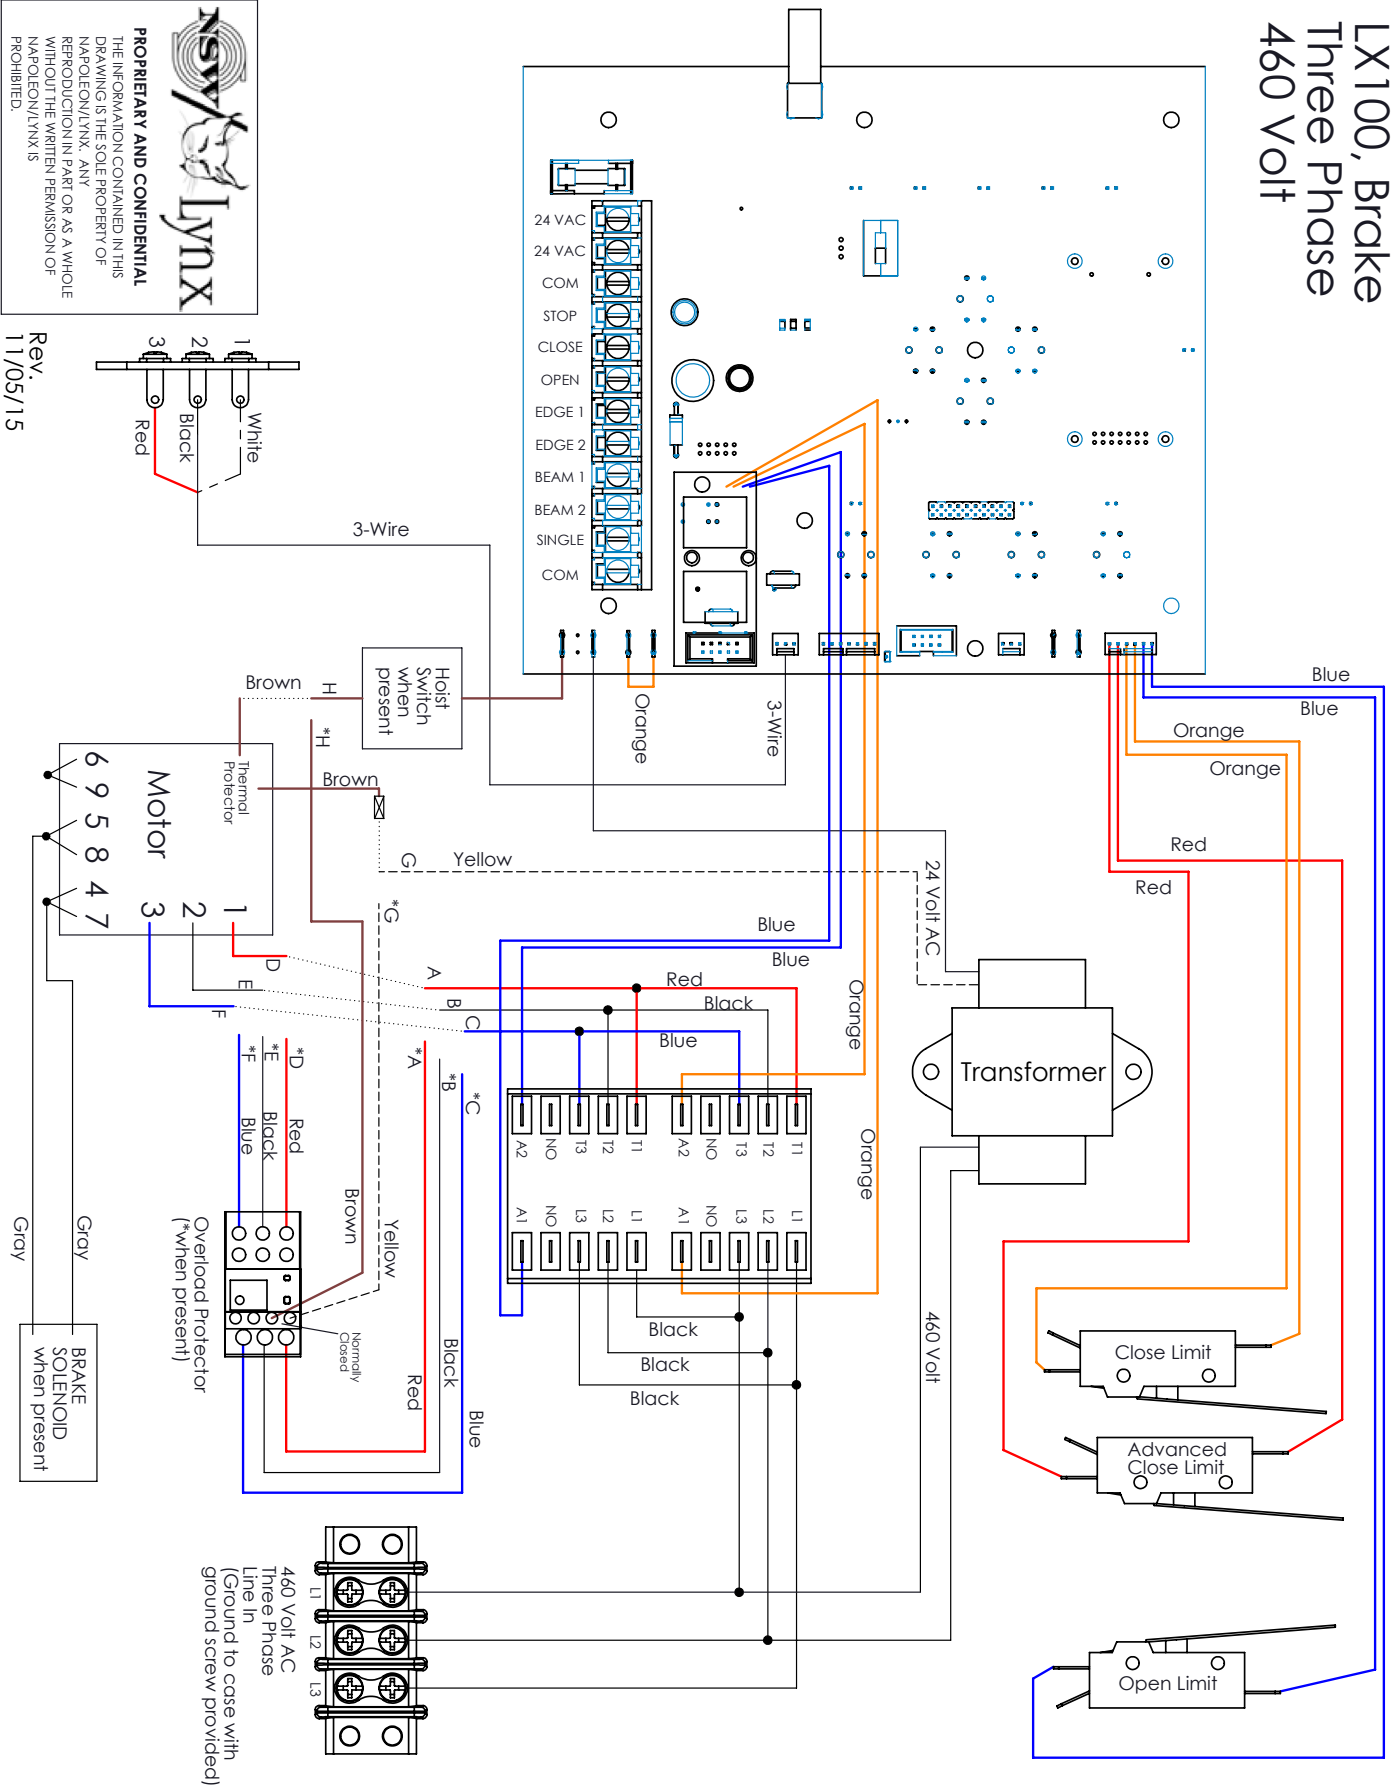 LX100, Brake
Three Phase
460 Volt
NSW Lynx
PROPRIETARY AND CONFIDENTIAL
THE INFORMATION CONTAINED IN THIS
DRAWING IS THE SOLE PROPERTY OF
NAPOLEON/LYNX. ANY
REPRODUCTION IN PART OR AS A WHOLE
WITHOUT THE WRITTEN PERMISSION OF
NAPOLEON/LYNX IS
PROHIBITED.
Rev.
11/05/15
24 VAC
24 VAC
COM
STOP
CLOSE
OPEN
EDGE 1
EDGE 2
BEAM 1
BEAM 2
SINGLE
COM
1
2
3
White
Black
Red
3-Wire
3-Wire
Orange
Hoist
Switch
when
present
Brown
H
*H
Brown
Thermal
Protector
Motor
6 9 5 8 4 7
1
2
3
G
Yellow
*G
24 Volt AC
Blue
Blue
Orange
Orange
Red
Red
Blue
Blue
Orange
Orange
D
E
F
A
B
C
Red
Black
Blue
*A
*B
*C
*D
*E
*F
Red
Black
Blue
Transformer
A2
NO
T3
T2
T1
A2
NO
T3
T2
T1
A1
NO
L3
L2
L1
A1
NO
L3
L2
L1
Black
Black
Black
460 Volt
Brown
Yellow
Normally
Closed
Overload Protector
(*when present)
Red
Black
Blue
Gray
Gray
BRAKE
SOLENOID
when present
460 Volt AC
Three Phase
Line In
(Ground to case with
ground screw provided)
L1
L2
L3
Close Limit
Advanced
Close Limit
Open Limit